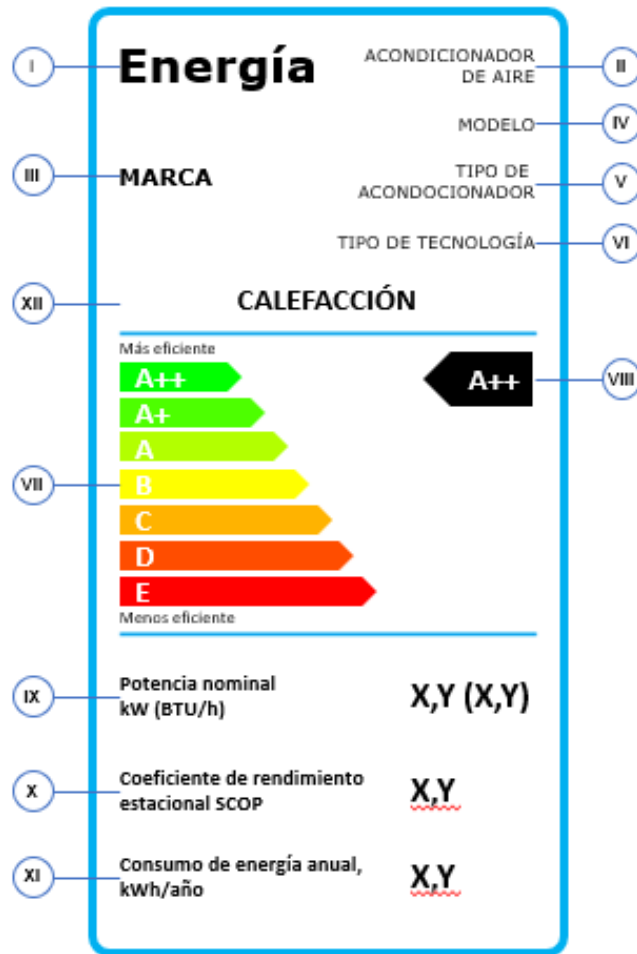 I
Energía
ACONDICIONADOR
DE AIRE
II
MODELO
IV
III
MARCA
TIPO DE
ACONDOCIONADOR
V
TIPO DE TECNOLOGÍA
VI
XII
CALEFACCIÓN
Más eficiente
A++
A++
VIII
A+
A
VII
B
C
D
E
Menos eficiente
IX
Potencia nominal
kW (BTU/h)
X,Y (X,Y)
X
Coeficiente de rendimiento
estacional SCOP
X,Y
XI
Consumo de energía anual,
kWh/año
X,Y